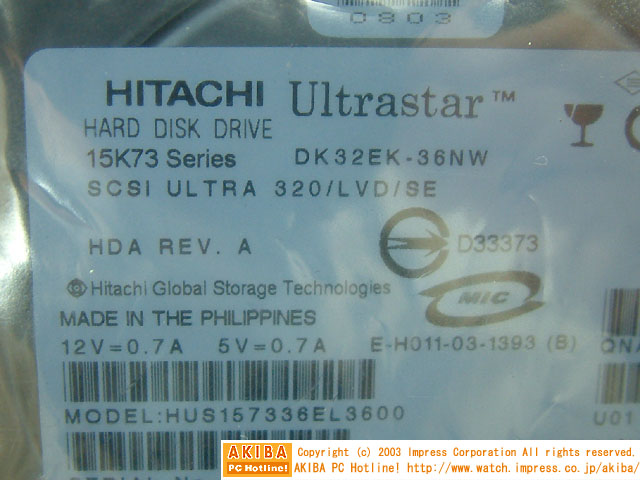 0803
HITACHI Ultrastar™
HARD DISK DRIVE
15K73 Series DK32EK-36NW
SCSI ULTRA 320/LVD/SE
HDA REV. A
D33373
Hitachi Global Storage Technologies
MIC
MADE IN THE PHILIPPINES
12V=0.7A 5V=0.7A E-H011-03-1393 (B)
QNA
MODEL:HUS157336EL3600
U01
AKIBA
PC Hotline!
Copyright (c) 2003 Impress Corporation All rights reserved.
AKIBA PC Hotline! http://www.watch.impress.co.jp/akiba/